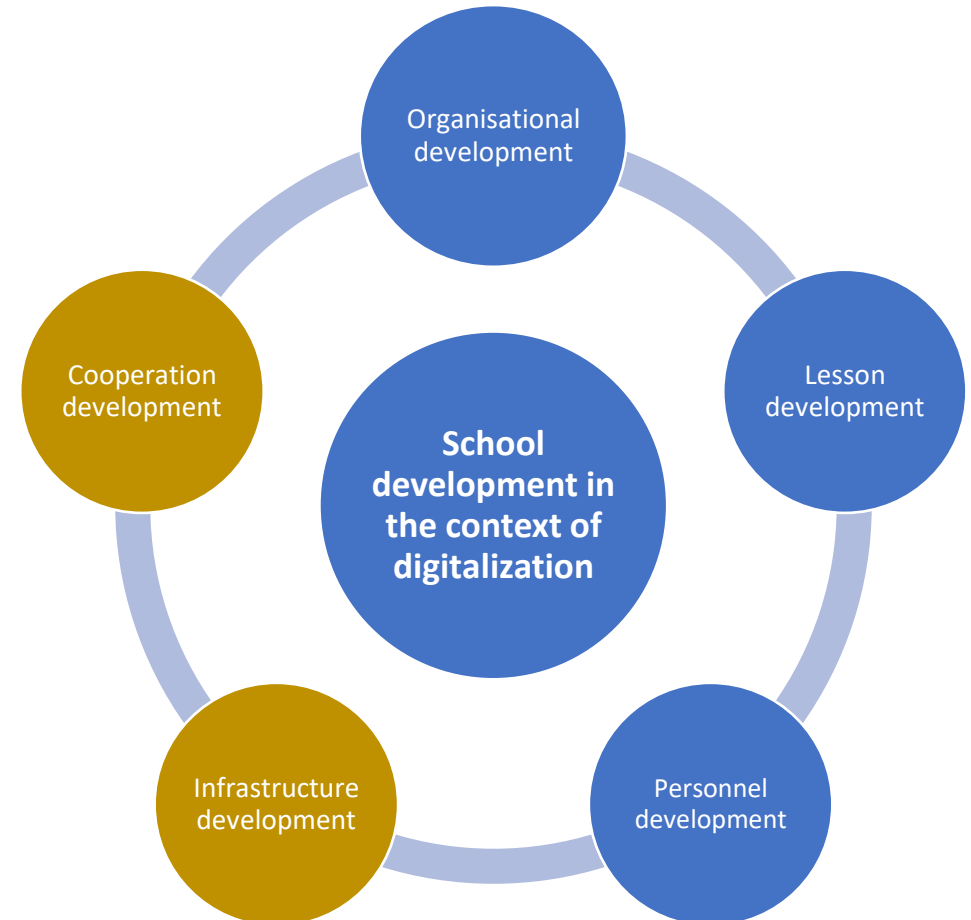 Organisational
development
Lesson
development
Personnel
development
Infrastructure
development
Cooperation
development
School
development in
the context of
digitalization